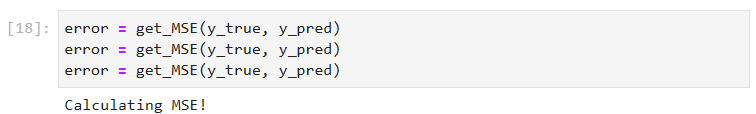 [18]: error = get_MSE(y_true, y_pred)
error = get_MSE(y_true, y_pred)
error = get_MSE(y_true, y_pred)
Calculating MSE!